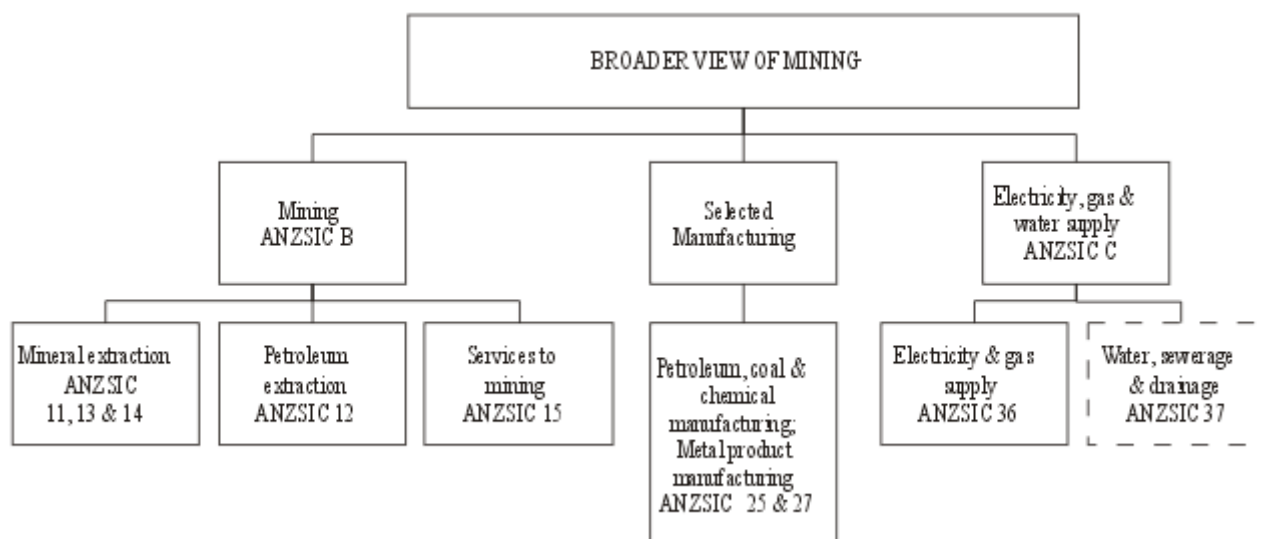 BROADER VIEW OF MINING
Mining
ANZSIC B
Selected
Manufacturing
Electricity, gas &
water supply
ANZSIC C
Mineral extraction
ANZSIC
11, 13 & 14
Petroleum
extraction
ANZSIC 12
Services to
mining
ANZSIC 15
Petroleum, coal &
chemical
manufacturing;
Metal product
manufacturing
ANZSIC 25 & 27
Electricity & gas
supply
ANZSIC 36
Water, sewerage
& drainage
ANZSIC 37